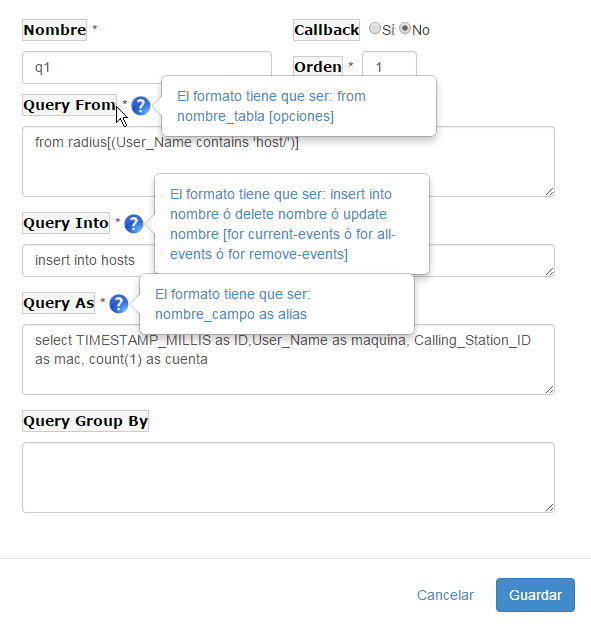 Nombre *
Callback Sí No
q1
Orden * 1
Query From * ?
El formato tiene que ser: from
nombre_tabla [opciones]
from radius[(User_Name contains 'host/')]
El formato tiene que ser: insert into
nombre ó delete nombre ó update
nombre [for current-events ó for all-
events ó for remove-events]
Query Into * ?
insert into hosts
El formato tiene que ser:
nombre_campo as alias
Query As * ?
select TIMESTAMP_MILLIS as ID,User_Name as maquina, Calling_Station_ID
as mac, count(1) as cuenta
Query Group By
Cancelar
Guardar